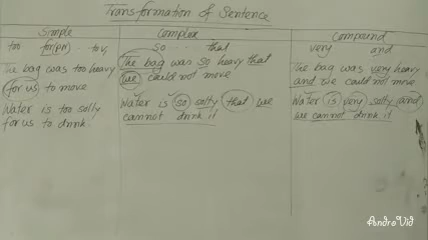 Transformation of Sentence
Simple
too for(pr) .. to v1
The bag was too heavy
for us to move
Water is too salty
for us to drink.
Complex
so .... that
The bag was so heavy that
we could not move
Water is so salty that we
cannot drink it
Compound
very and
The bag was very heavy
and we could not move
Water is very salty and
we cannot drink it
AndroVid